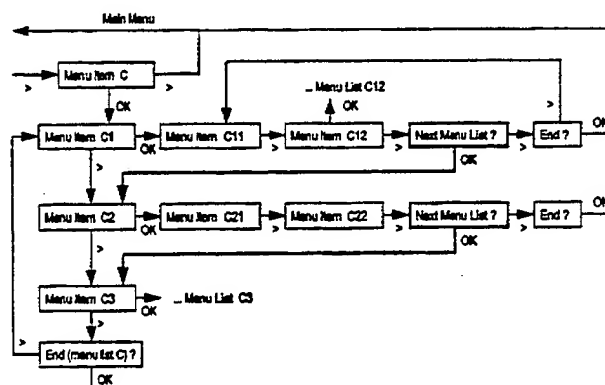 Main Menu
Menu Item C
> >
OK
... Menu List C12
OK
>
Menu Item C1
Menu Item C11
Menu Item C12
Next Menu List ?
End ?
OK
OK
>
>
>
OK
>
Menu Item C2
Menu Item C21
Menu Item C22
Next Menu List ?
End ?
OK
OK
>
>
>
OK
>
Menu Item C3
... Menu List C3
OK
>
>
End (menu list C) ?
OK